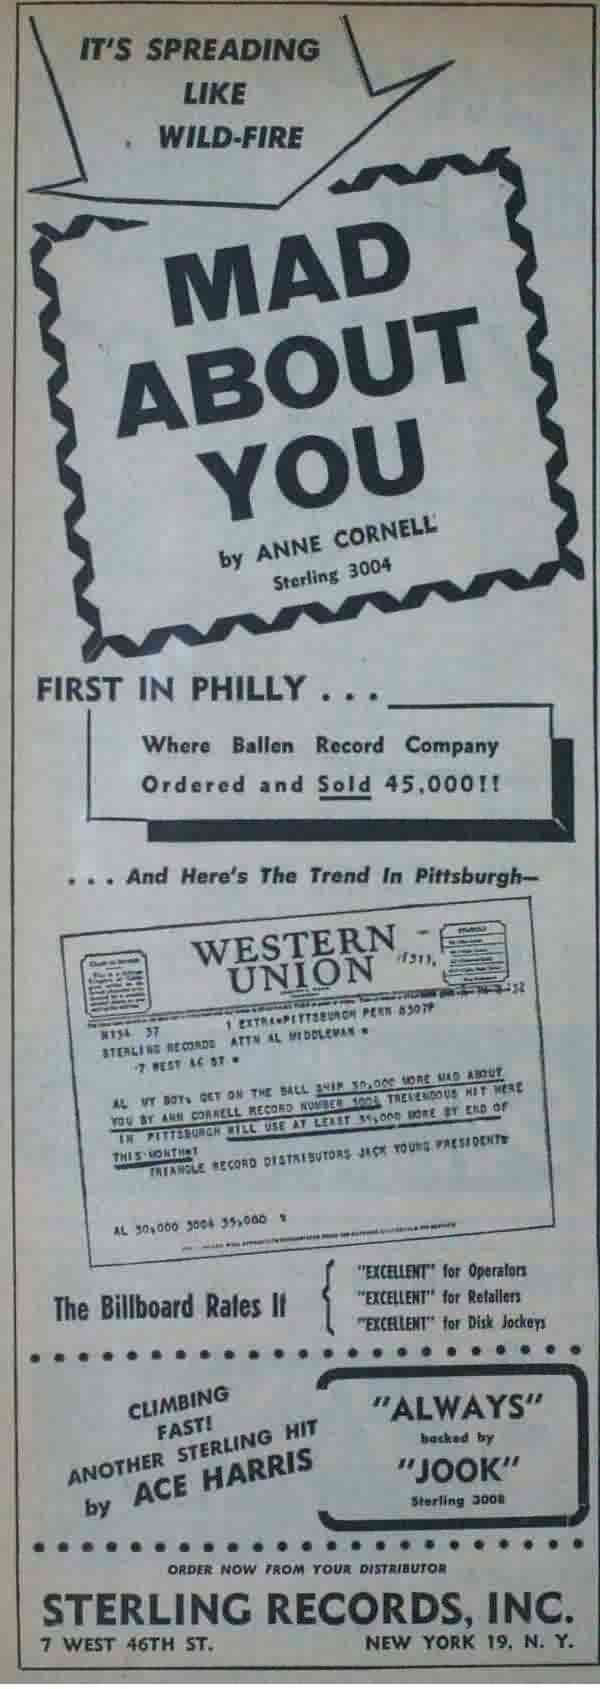 IT'S SPREADING
LIKE
WILD-FIRE
MAD
ABOUT
YOU
by ANNE CORNELL
Sterling 3004
FIRST IN PHILLY . . .
Where Ballen Record Company
Ordered and Sold 45,000!!
. . . And Here's The Trend In Pittsburgh—
WESTERN
UNION
NY54 37
1 EXTRA=PITTSBURGH PENN 8307P
STERLING RECORDS ATTN AL MIDDLEMAN =
7 WEST 46 ST =
AL MY BOY, GET ON THE BALL SHIP 30,000 MORE MAD ABOUT
YOU BY ANN CORNELL RECORD NUMBER 3004 TREMENDOUS HIT HERE
IN PITTSBURGH WILL USE AT LEAST 35,000 MORE BY END OF
THIS MONTH=
TRIANGLE RECORD DISTRIBUTORS JACK YOUNG PRESIDENT=
AL 30,000 3004 35,000
The Billboard Rates It
"EXCELLENT" for Operators
"EXCELLENT" for Retailers
"EXCELLENT" for Disk Jockeys
CLIMBING
FAST!
ANOTHER STERLING HIT
by ACE HARRIS
"ALWAYS"
backed by
"JOOK"
Sterling 3008
ORDER NOW FROM YOUR DISTRIBUTOR
STERLING RECORDS, INC.
7 WEST 46TH ST. NEW YORK 19, N. Y.